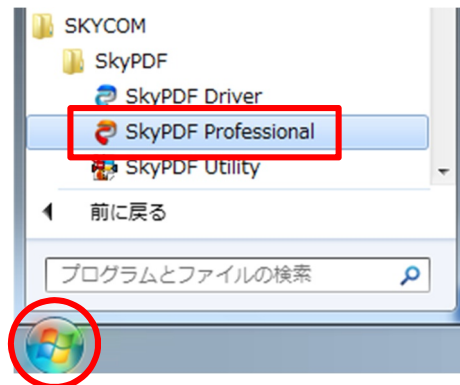 SKYCOM
SkyPDF
SkyPDF Driver
SkyPDF Professional
SkyPDF Utility
前に戻る
プログラムとファイルの検索